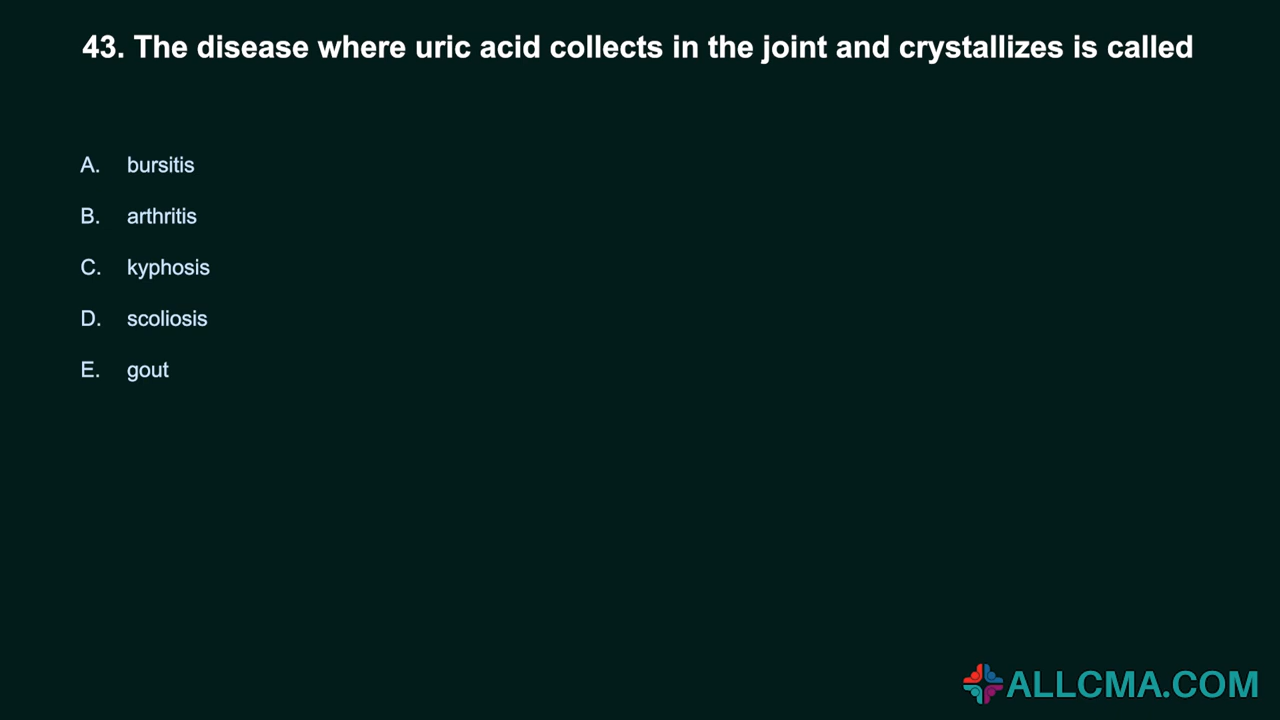 43. The disease where uric acid collects in the joint and crystallizes is called
A. bursitis
B. arthritis
C. kyphosis
D. scoliosis
E. gout
ALLCMA.COM